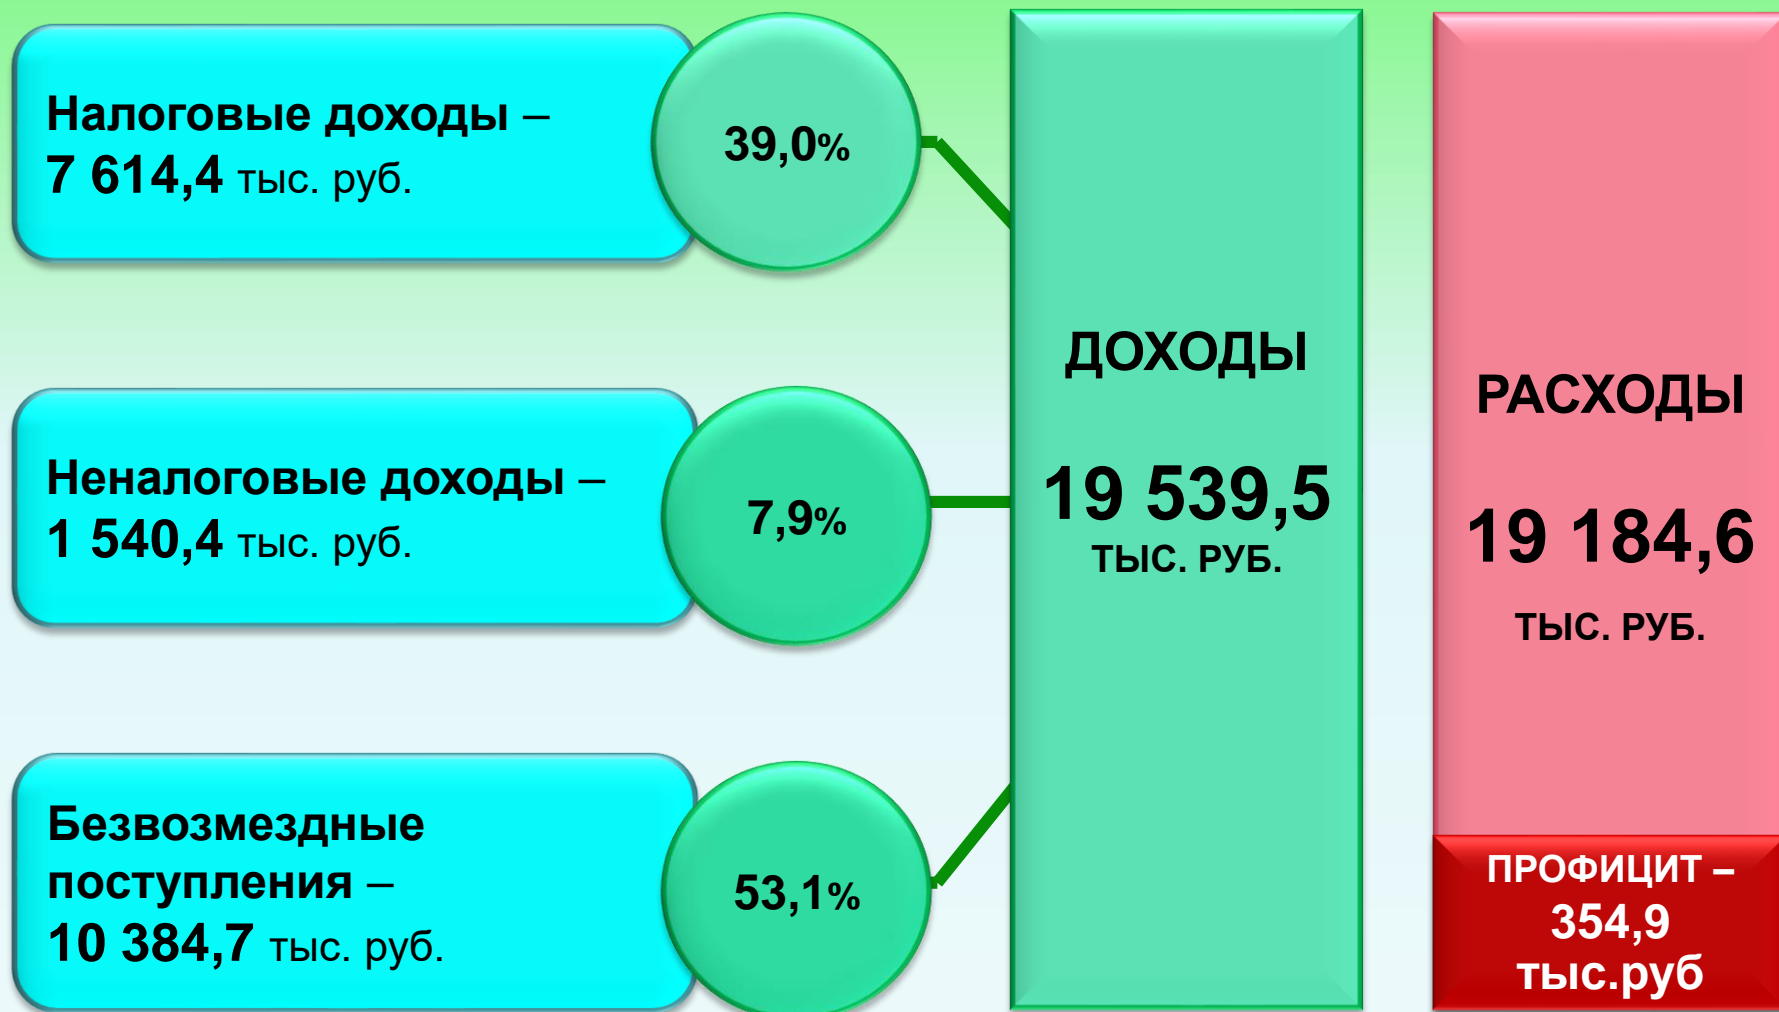 Налоговые доходы –
7 614,4 тыс. руб.
39,0%
Неналоговые доходы –
1 540,4 тыс. руб.
7,9%
Безвозмездные
поступления –
10 384,7 тыс. руб.
53,1%
ДОХОДЫ
19 539,5
ТЫС. РУБ.
РАСХОДЫ
19 184,6
ТЫС. РУБ.
ПРОФИЦИТ –
354,9
тыс.руб